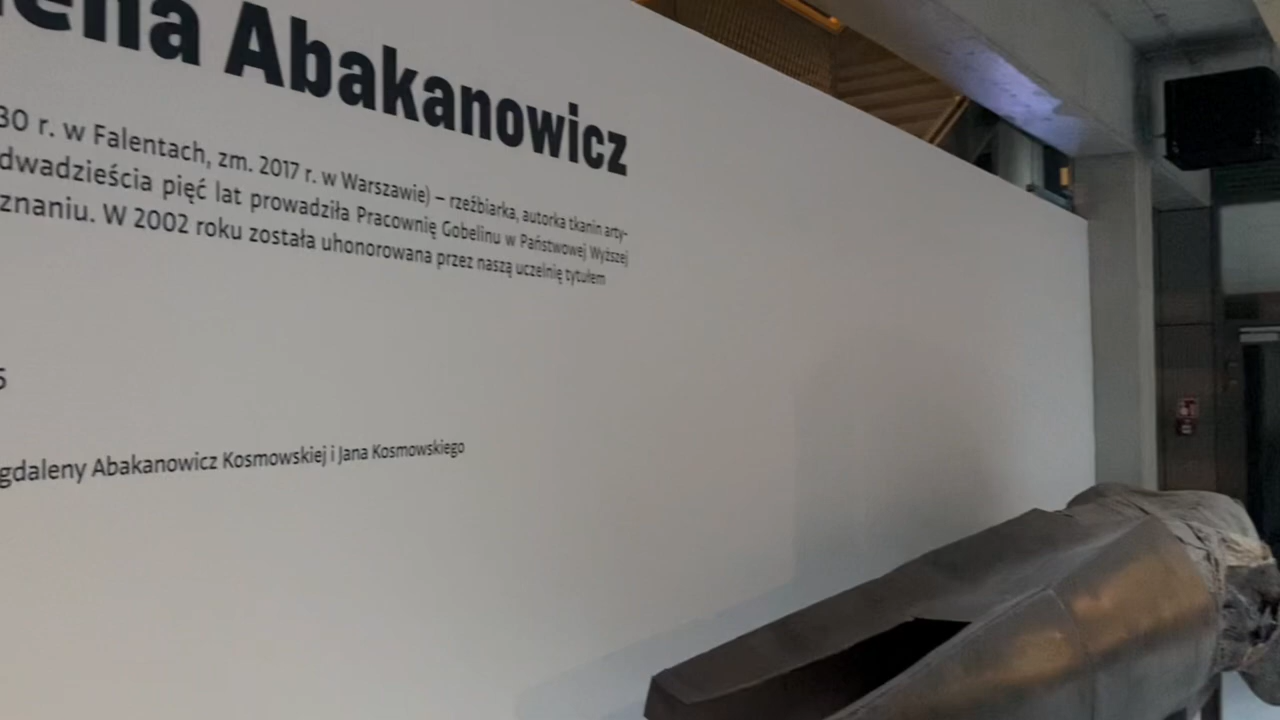 ena Abakanowicz
30 r. w Falentach, zm. 2017 r. w Warszawie) – rzeźbiarka, autorka tkanin arty-
dwadzieścia pięć lat prowadziła Pracownię Gobelinu w Państwowej Wyższej
znaniu. W 2002 roku została uhonorowana przez naszą uczelnię tytułem
5
gdaleny Abakanowicz Kosmowskiej i Jana Kosmowskiego